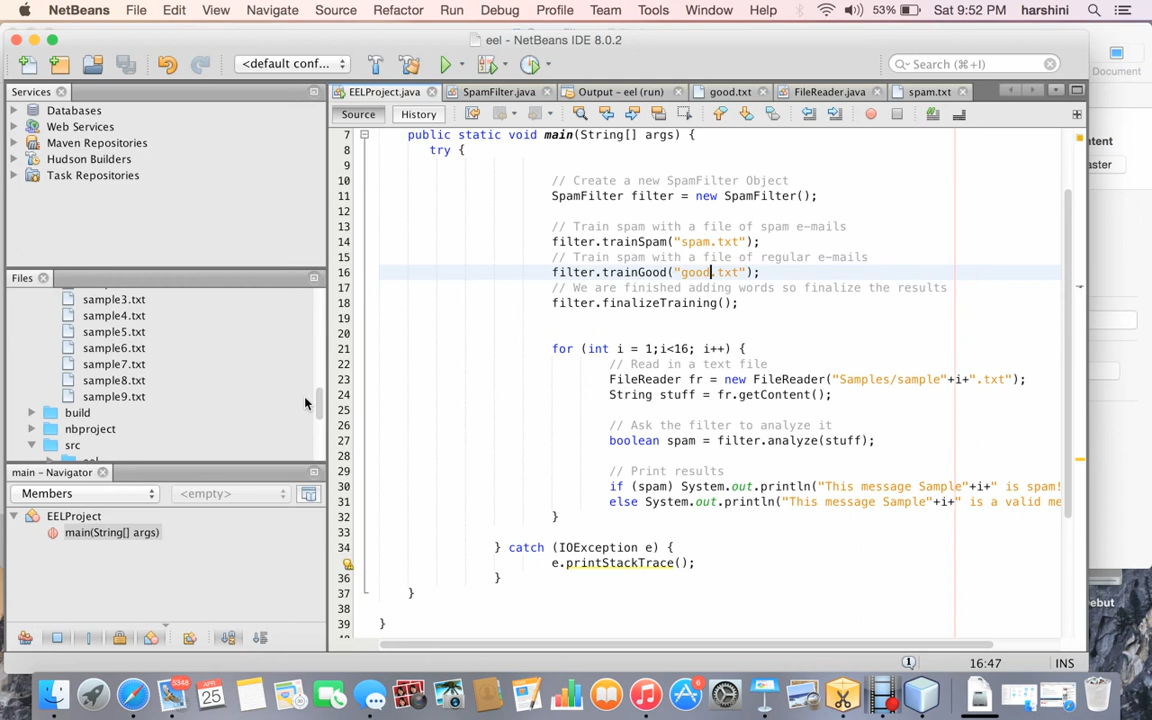 NetBeans File Edit View Navigate Source Refactor Run Debug Profile Team Tools Window Help 53% Sat 9:52 PM harshini
eel - NetBeans IDE 8.0.2
<default conf... Search (⌘+I)
Document
Services
Databases
Web Services
Maven Repositories
Hudson Builders
Task Repositories
Files
sample3.txt
sample4.txt
sample5.txt
sample6.txt
sample7.txt
sample8.txt
sample9.txt
build
nbproject
src
main - Navigator
Members <empty>
EELProject
main(String[] args)
EELProject.java SpamFilter.java Output - eel (run) good.txt FileReader.java spam.txt
Source History
7 public static void main(String[] args) {
8 try {
9
10 // Create a new SpamFilter Object
11 SpamFilter filter = new SpamFilter();
12
13 // Train spam with a file of spam e-mails
14 filter.trainSpam("spam.txt");
15 // Train spam with a file of regular e-mails
16 filter.trainGood("good.txt");
17 // We are finished adding words so finalize the results
18 filter.finalizeTraining();
19
20
21 for (int i = 1;i<16; i++) {
22 // Read in a text file
23 FileReader fr = new FileReader("Samples/sample"+i+".txt");
24 String stuff = fr.getContent();
25
26 // Ask the filter to analyze it
27 boolean spam = filter.analyze(stuff);
28
29 // Print results
30 if (spam) System.out.println("This message Sample"+i+" is spam!
31 else System.out.println("This message Sample"+i+" is a valid me
32 }
33
34 } catch (IOException e) {
e.printStackTrace();
36 }
37 }
38
39 }
1 16:47 INS
ntent
aster
ebut
5348
APR
25
6